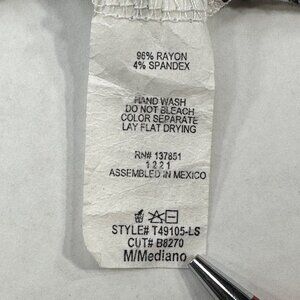 96% RAYON
4% SPANDEX
HAND WASH
DO NOT BLEACH
COLOR SEPARATE
LAY FLAT DRYING
RN# 137851
1221
ASSEMBLED IN MEXICO
STYLE# T49105-LS
CUT# B8270
M/Mediano